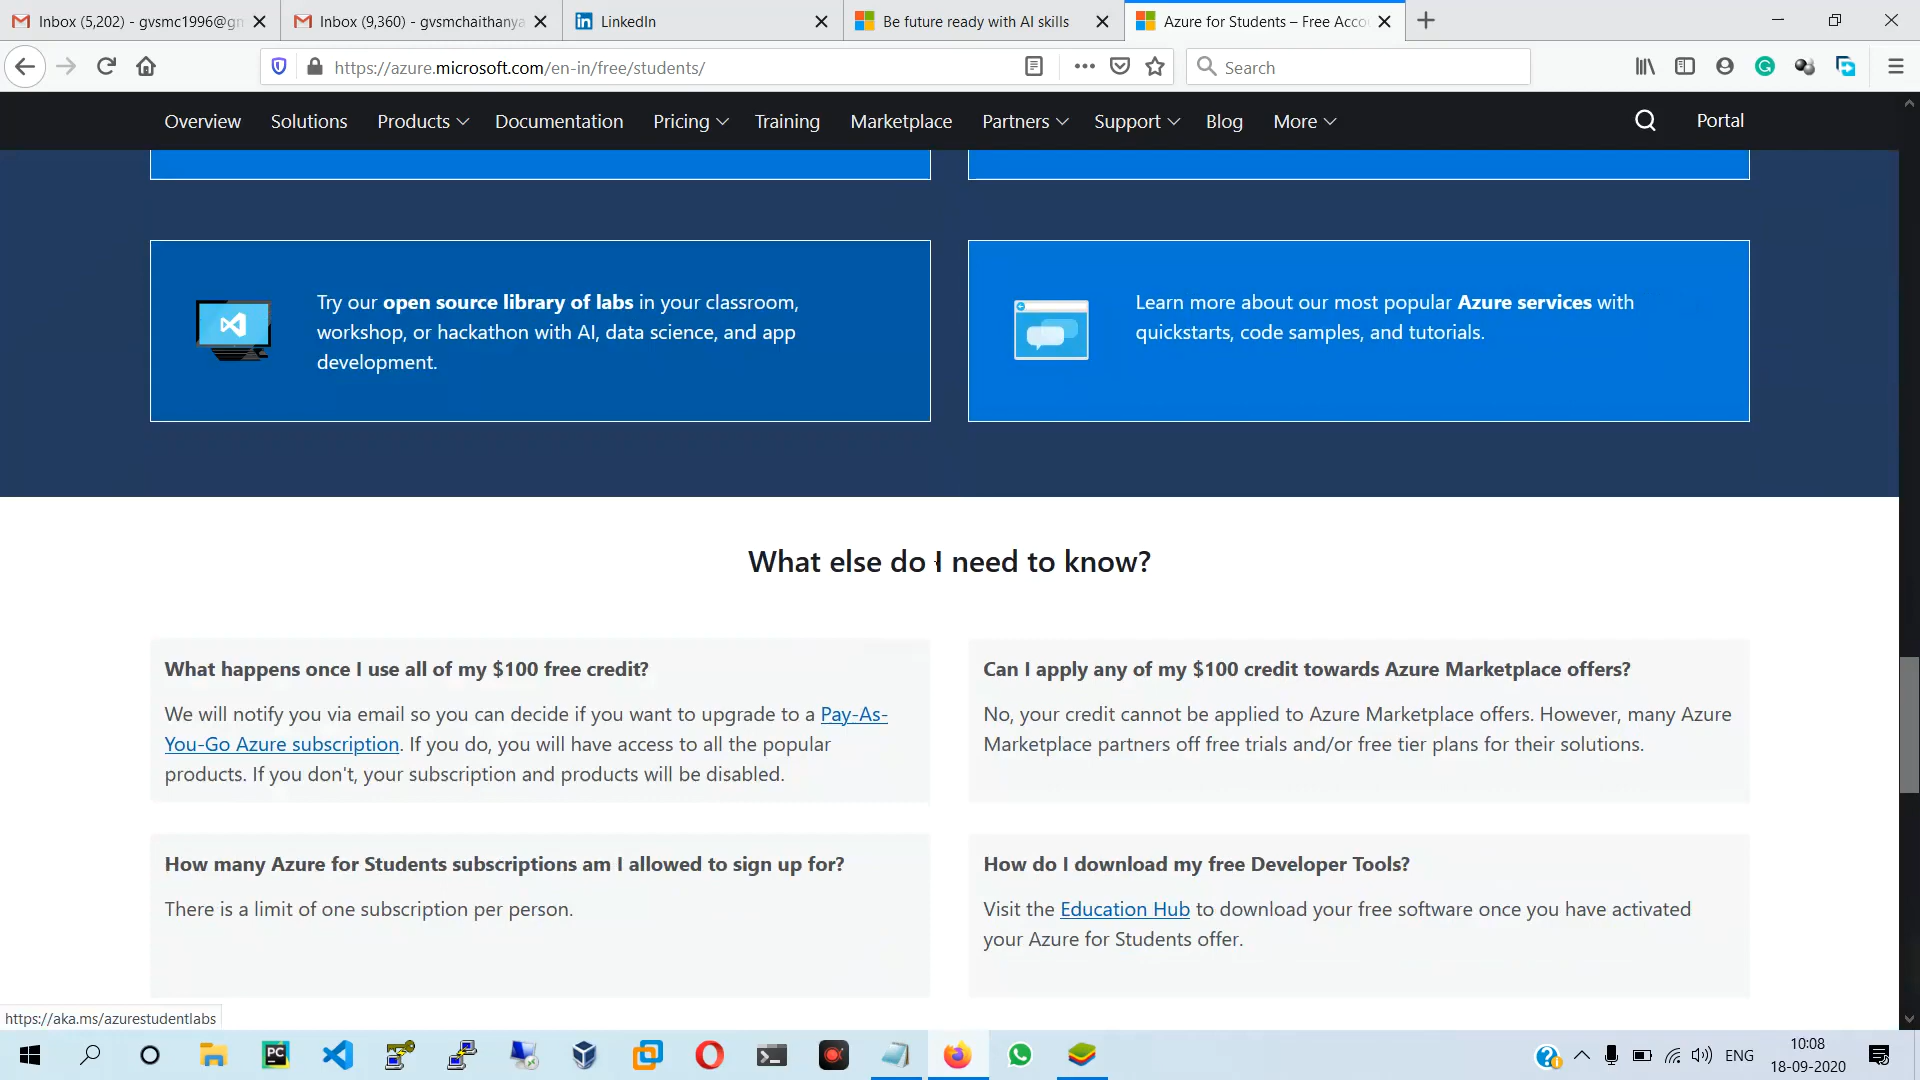 Inbox (5,202) - gvsmc1996@gn
Inbox (9,360) - gvsmchaithanya
LinkedIn
Be future ready with AI skills
Azure for Students – Free Acco
https://azure.microsoft.com/en-in/free/students/
Search
Overview
Solutions
Products
Documentation
Pricing
Training
Marketplace
Partners
Support
Blog
More
Portal
Try our open source library of labs in your classroom,
workshop, or hackathon with AI, data science, and app
development.
Learn more about our most popular Azure services with
quickstarts, code samples, and tutorials.
What else do I need to know?
What happens once I use all of my $100 free credit?
We will notify you via email so you can decide if you want to upgrade to a Pay-As-
You-Go Azure subscription. If you do, you will have access to all the popular
products. If you don't, your subscription and products will be disabled.
Can I apply any of my $100 credit towards Azure Marketplace offers?
No, your credit cannot be applied to Azure Marketplace offers. However, many Azure
Marketplace partners off free trials and/or free tier plans for their solutions.
How many Azure for Students subscriptions am I allowed to sign up for?
There is a limit of one subscription per person.
How do I download my free Developer Tools?
Visit the Education Hub to download your free software once you have activated
your Azure for Students offer.
https://aka.ms/azurestudentlabs
PC
ENG
10:08
18-09-2020